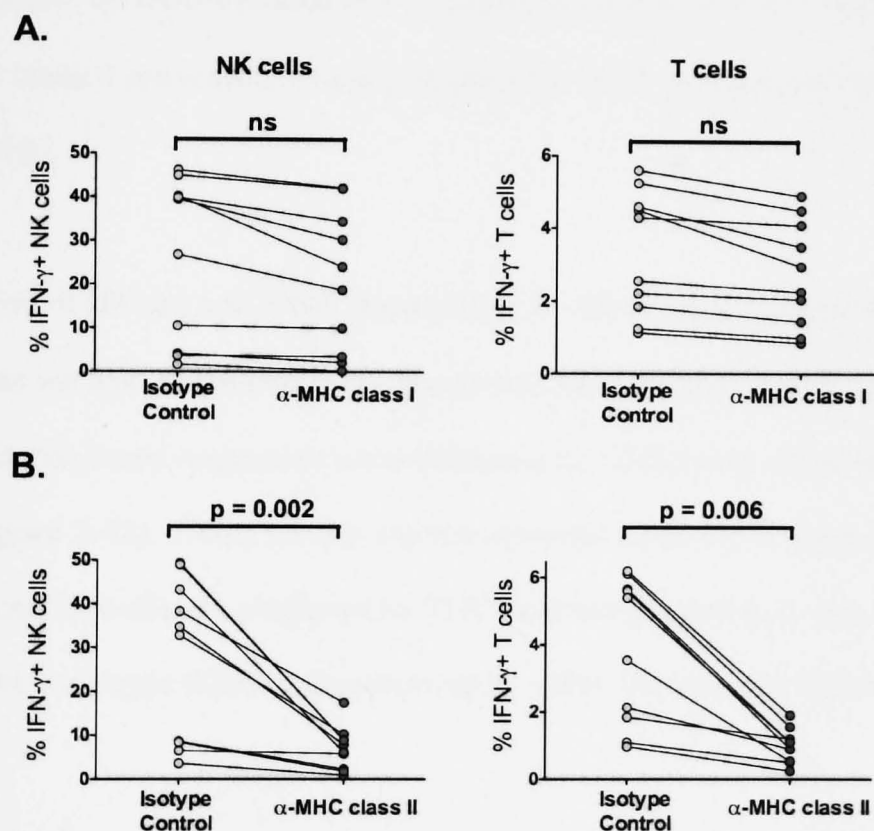 A.
NK cells
T cells
ns
ns
% IFN-γ+ NK cells
50
40
30
20
10
0
Isotype
Control
α-MHC class I
% IFN-γ+ T cells
6
4
2
0
Isotype
Control
α-MHC class I
B.
p = 0.002
p = 0.006
% IFN-γ+ NK cells
50
40
30
20
10
0
Isotype
Control
α-MHC class II
% IFN-γ+ T cells
6
4
2
0
Isotype
Control
α-MHC class II